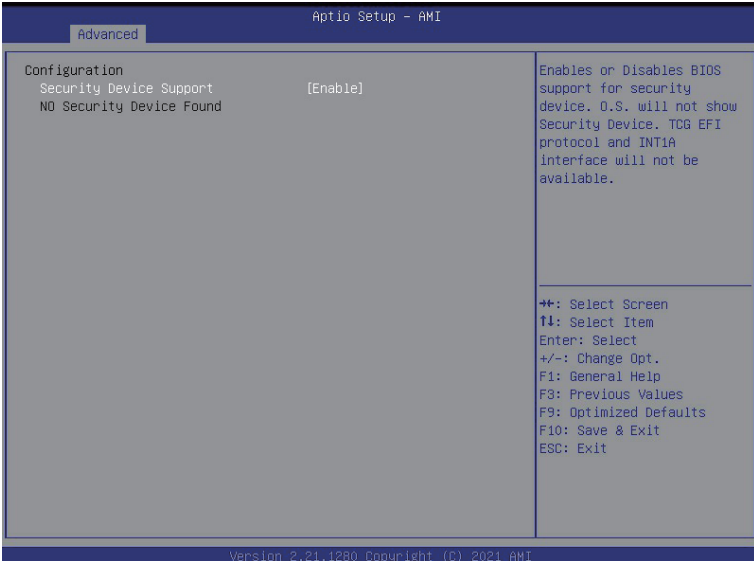 Aptio Setup – AMI
Advanced
Configuration
Security Device Support [Enable]
NO Security Device Found
Enables or Disables BIOS
support for security
device. O.S. will not show
Security Device. TCG EFI
protocol and INT1A
interface will not be
available.
→←: Select Screen
↑↓: Select Item
Enter: Select
+/-: Change Opt.
F1: General Help
F3: Previous Values
F9: Optimized Defaults
F10: Save & Exit
ESC: Exit
Version 2.21.1280 Copyright (C) 2021 AMI